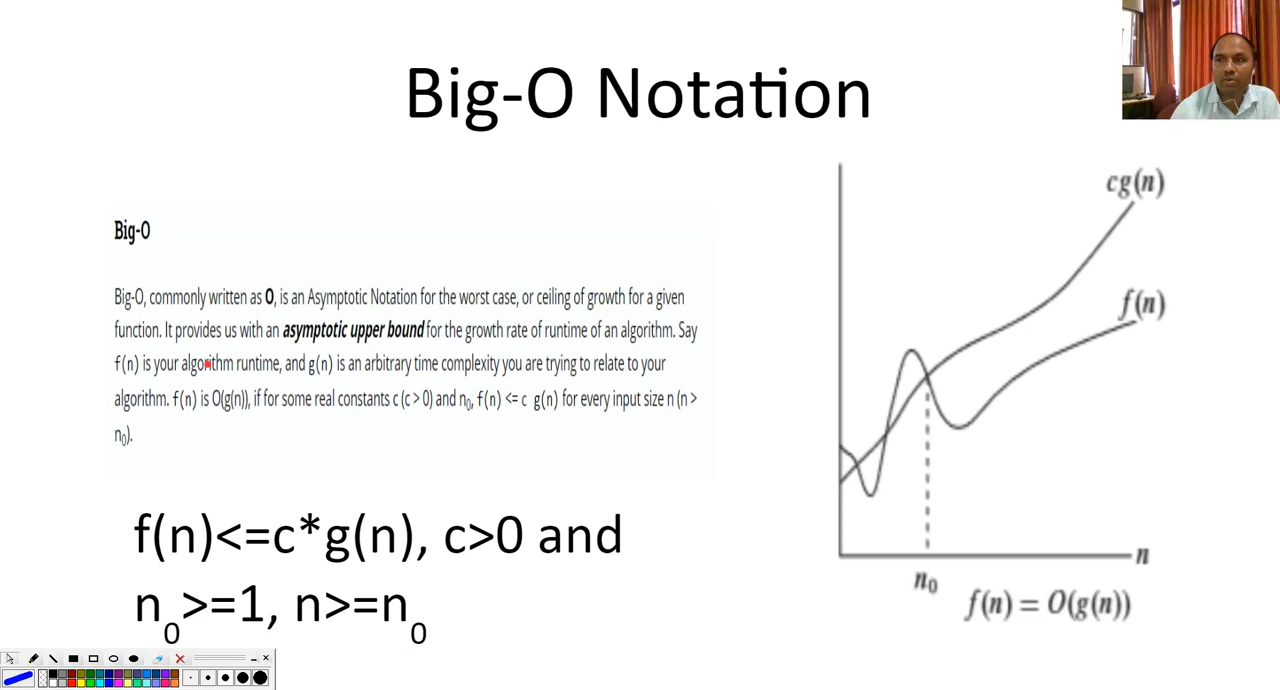 Big-O Notation
Big-O
Big-O, commonly written as O, is an Asymptotic Notation for the worst case, or ceiling of growth for a given
function. It provides us with an asymptotic upper bound for the growth rate of runtime of an algorithm. Say
f(n) is your algorithm runtime, and g(n) is an arbitrary time complexity you are trying to relate to your
algorithm. f(n) is O(g(n)), if for some real constants c (c > 0) and n₀, f(n) <= c g(n) for every input size n (n >
n₀).
f(n)<=c*g(n), c>0 and
n₀>=1, n>=n₀
cg(n)
f(n)
n
n₀
f(n) = O(g(n))